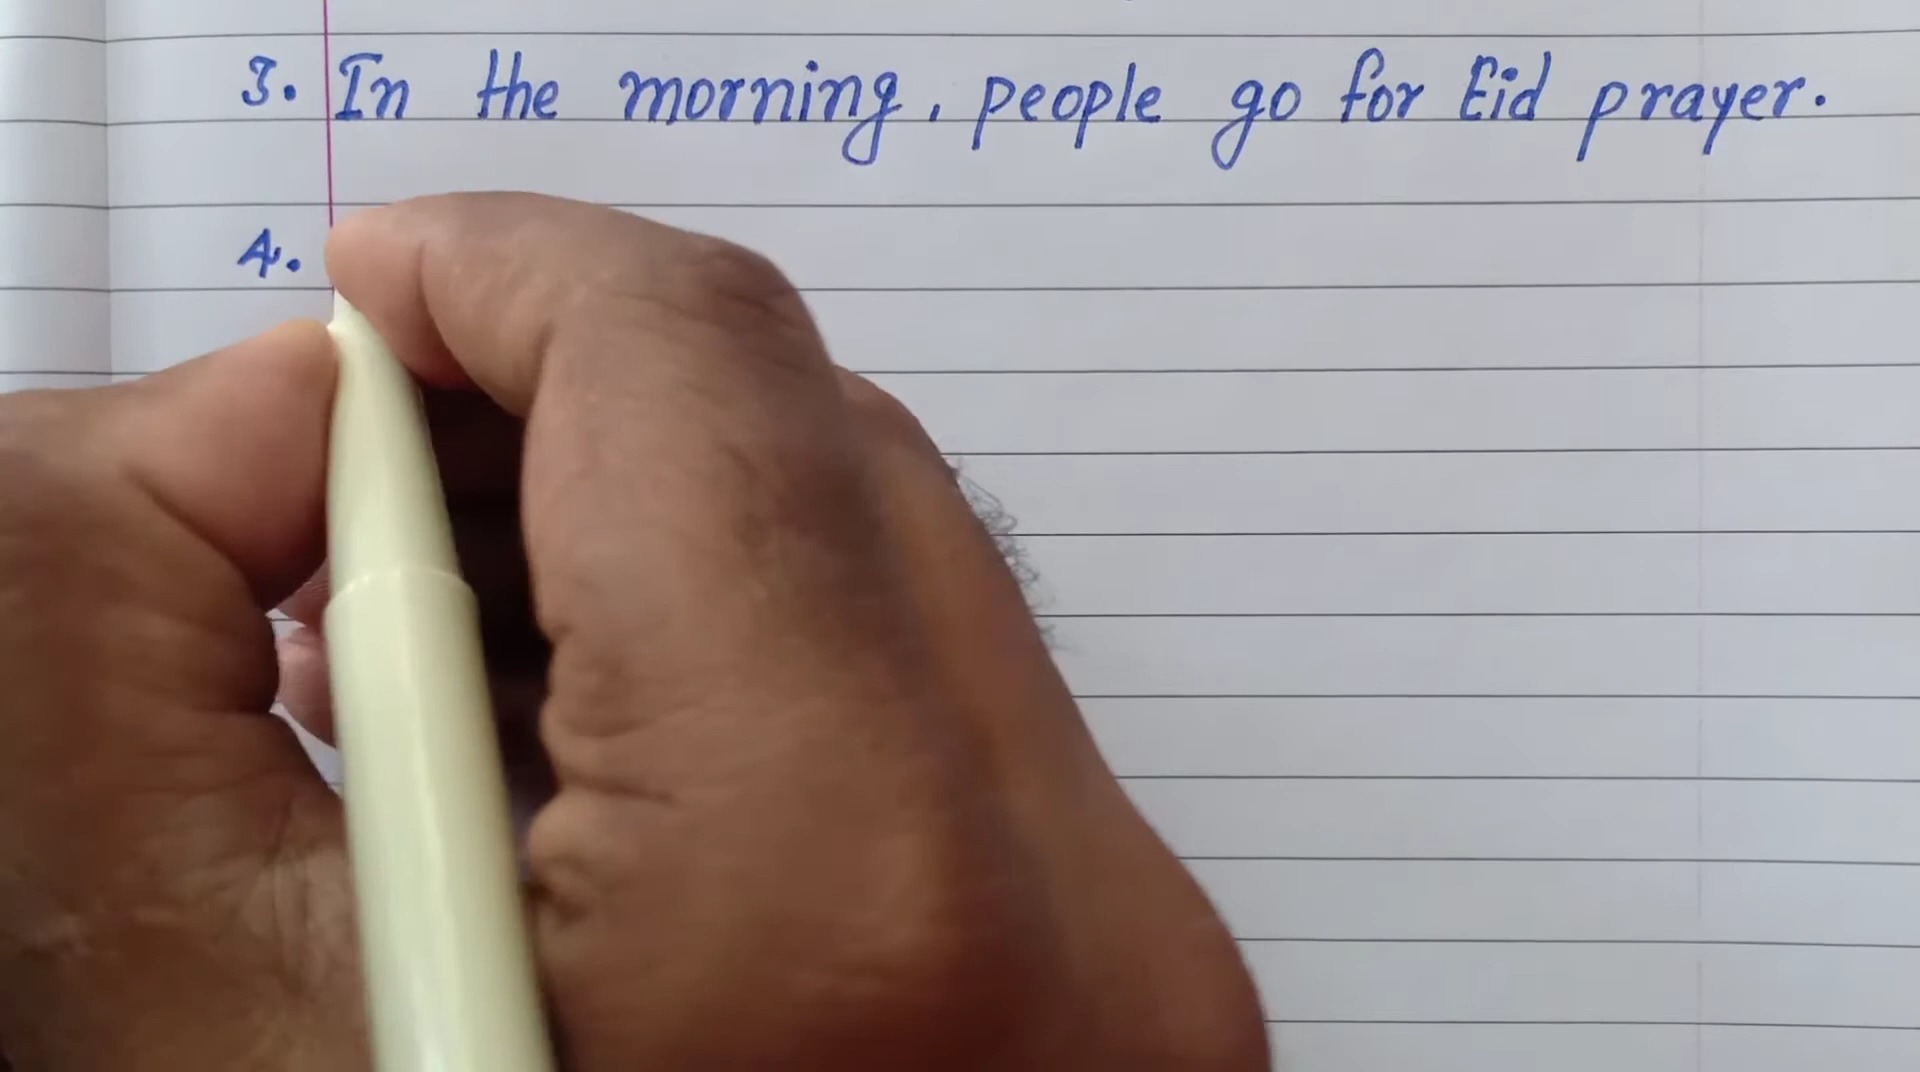 3. In the morning, people go for Eid prayer.
4.